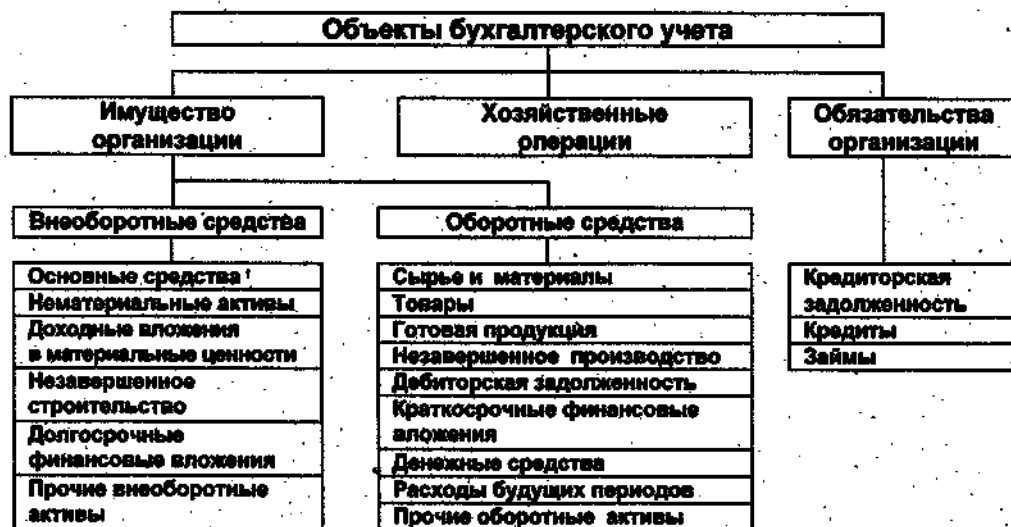 Объекты бухгалтерского учета
Имущество
организации
Хозяйственные
операции
Обязательства
организации
Внеоборотные средства
Оборотные средства
Основные средства
Нематериальные активы
Доходные вложения
в материальные ценности
Незавершенное
строительство
Долгосрочные
финансовые вложения
Прочие внеоборотные
активы
Сырье и материалы
Товары
Готовая продукция
Незавершенное производство
Дебиторская задолженность
Краткосрочные финансовые
вложения
Денежные средства
Расходы будущих периодов
Прочие оборотные активы
Кредиторская
задолженность
Кредиты
Займы